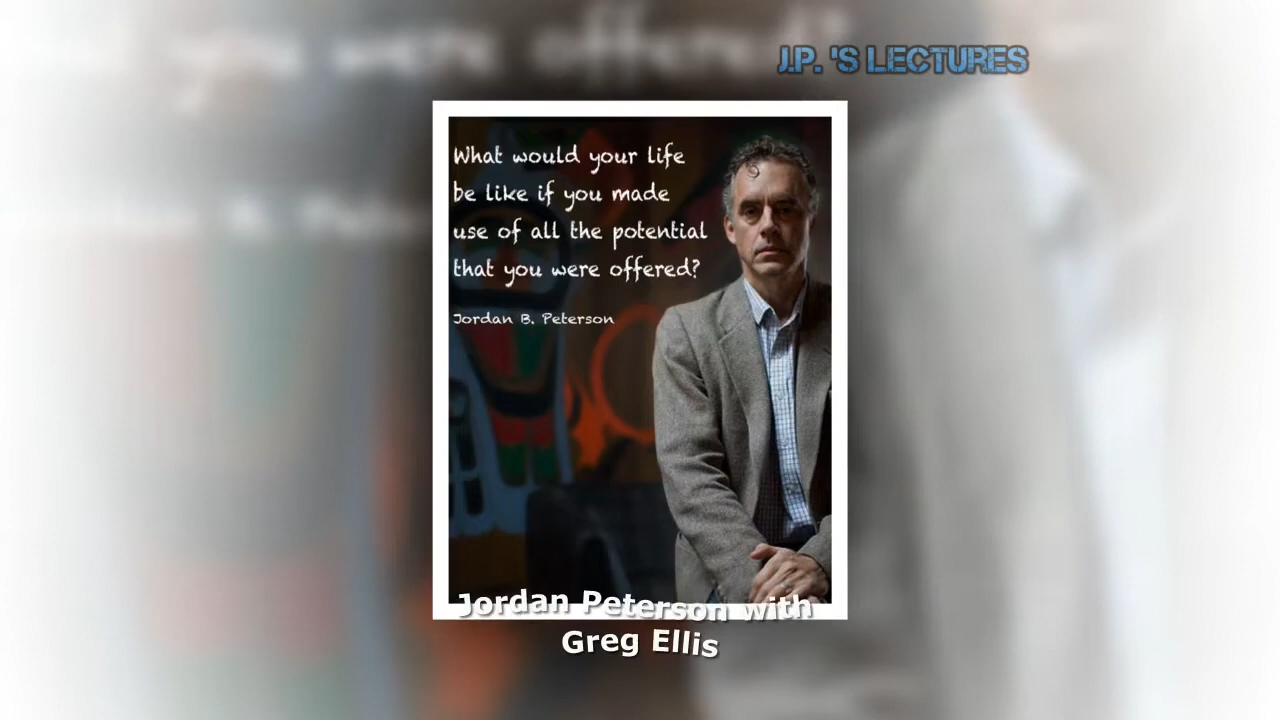 J.P. 'S LECTURES
What would your life
be like if you made
use of all the potential
that you were offered?
Jordan B. Peterson
Jordan Peterson with
Greg Ellis